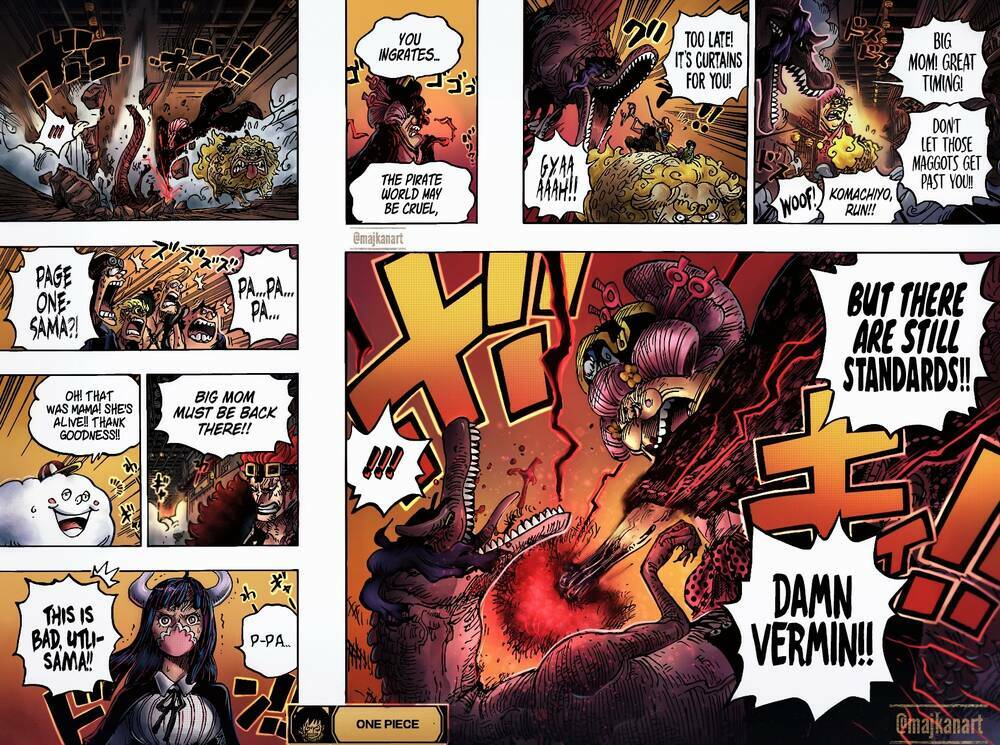 BIG
MOM! GREAT
TIMING!
DON'T
LET THOSE
MAGGOTS GET
PAST YOU!!
KOMACHIYO,
RUN!!
WOOF!
TOO LATE!
IT'S CURTAINS
FOR YOU!
GYAA
AAAH!!
YOU
INGRATES...
THE PIRATE
WORLD MAY
BE CRUEL,
@majkanart
BUT THERE
ARE STILL
STANDARDS!!
!!!
DAMN
VERMIN!!
@majkanart
!!!
PA...PA...
PA...
PAGE
ONE-
SAMA?!
BIG MOM
MUST BE BACK
THERE!!
OH! THAT
WAS MAMA! SHE'S
ALIVE!! THANK
GOODNESS!!
P-PA...
THIS IS
BAD, ULTI-
SAMA!!
ONE PIECE